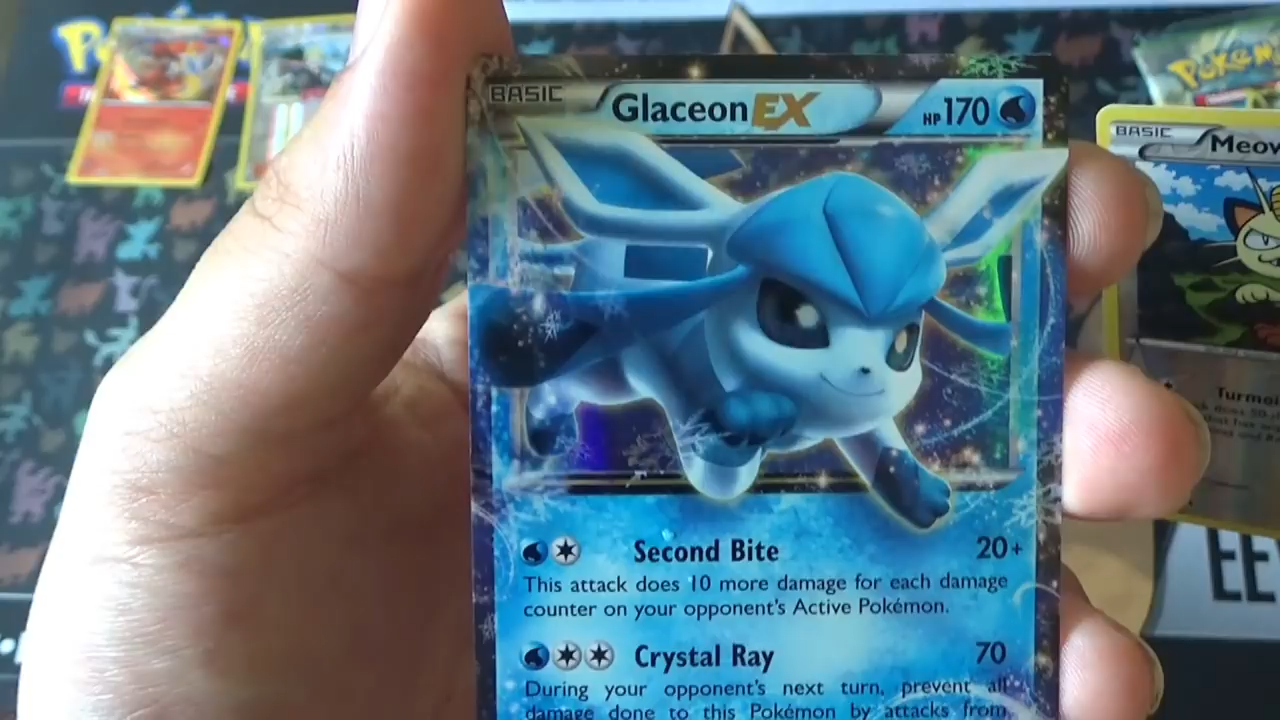 BASIC
Glaceon EX
HP 170
Second Bite
20+
This attack does 10 more damage for each damage
counter on your opponent's Active Pokémon.
Crystal Ray
70
During your opponent's next turn, prevent all
damage done to this Pokémon by attacks from
BASIC
Meow
Turmoi
POKÉM
EE